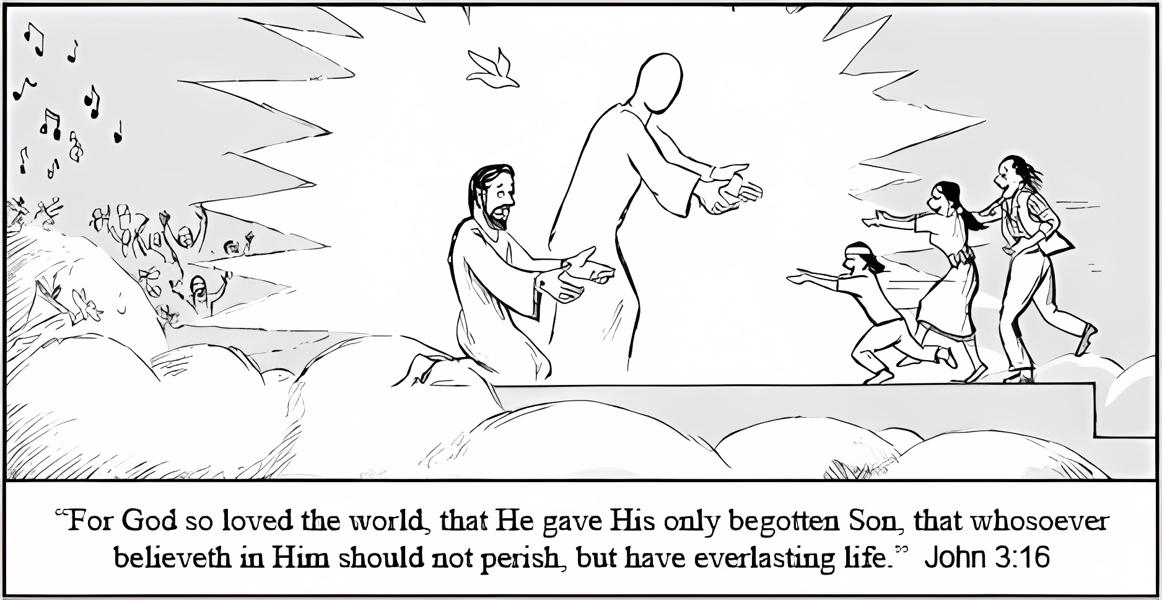 “For God so loved the world, that He gave His only begotten Son, that whosoever
believeth in Him should not perish, but have everlasting life.” John 3:16